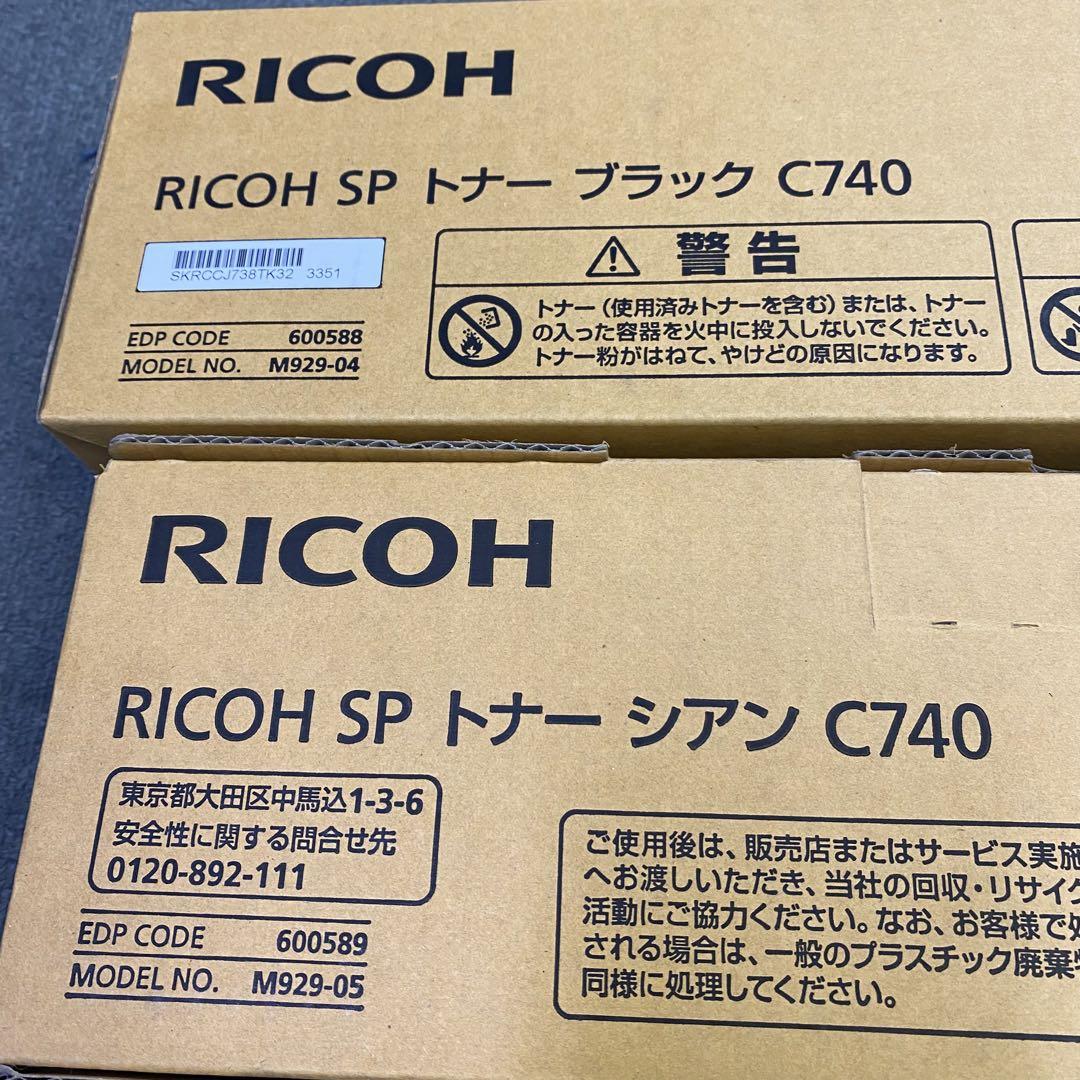 RICOH
RICOH SP トナー ブラック C740
SKRCCJ738TK32 3351
EDP CODE 600588
MODEL NO. M929-04
警告
トナー(使用済みトナーを含む)または、トナー
の入った容器を火中に投入しないでください。
トナー粉がはねて、やけどの原因になります。
RICOH
RICOH SP トナー シアン C740
東京都大田区中馬込1-3-6
安全性に関する問合せ先
0120-892-111
EDP CODE 600589
MODEL NO. M929-05
ご使用後は、販売店またはサービス実施
へお渡しいただき、当社の回収・リサイク
活動にご協力ください。なお、お客様で処
される場合は、一般のプラスチック廃棄物
同様に処理してください。